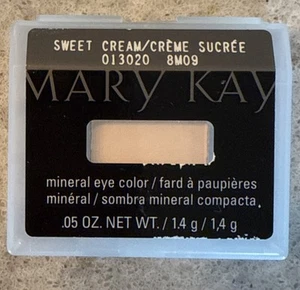 SWEET CREAM/CRÈME SUCRÉE
013020 8M09
MARY KAY
mineral eye color / fard à paupières
minéral / sombra mineral compacta
.05 OZ. NET WT. / 1.4 g / 1,4 g